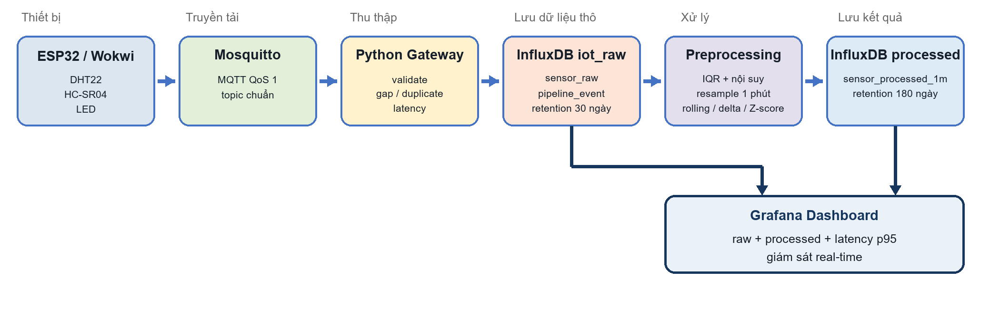 Thiết bị
Truyền tải
Thu thập
Lưu dữ liệu thô
Xử lý
Lưu kết quả
ESP32 / Wokwi
DHT22
HC-SR04
LED
Mosquitto
MQTT QoS 1
topic chuẩn
Python Gateway
validate
gap / duplicate
latency
InfluxDB iot_raw
sensor_raw
pipeline_event
retention 30 ngày
Preprocessing
IQR + nội suy
resample 1 phút
rolling / delta / Z-score
InfluxDB processed
sensor_processed_1m
retention 180 ngày
Grafana Dashboard
raw + processed + latency p95
giám sát real-time